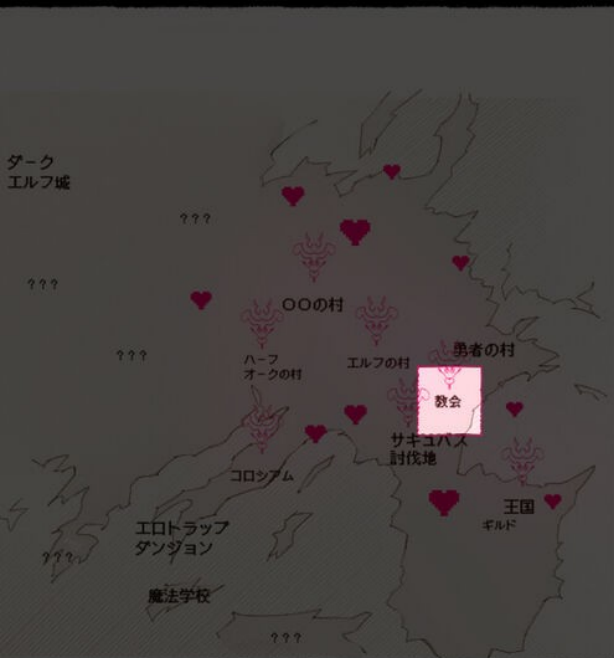 ダーク
エルフ城
???
???
〇〇の村
???
ハーフ
オークの村
エルフの村
勇者の村
教会
サキュバス
討伐地
コロシアム
王国
ギルド
エロトラップ
ダンジョン
???
魔法学校
???